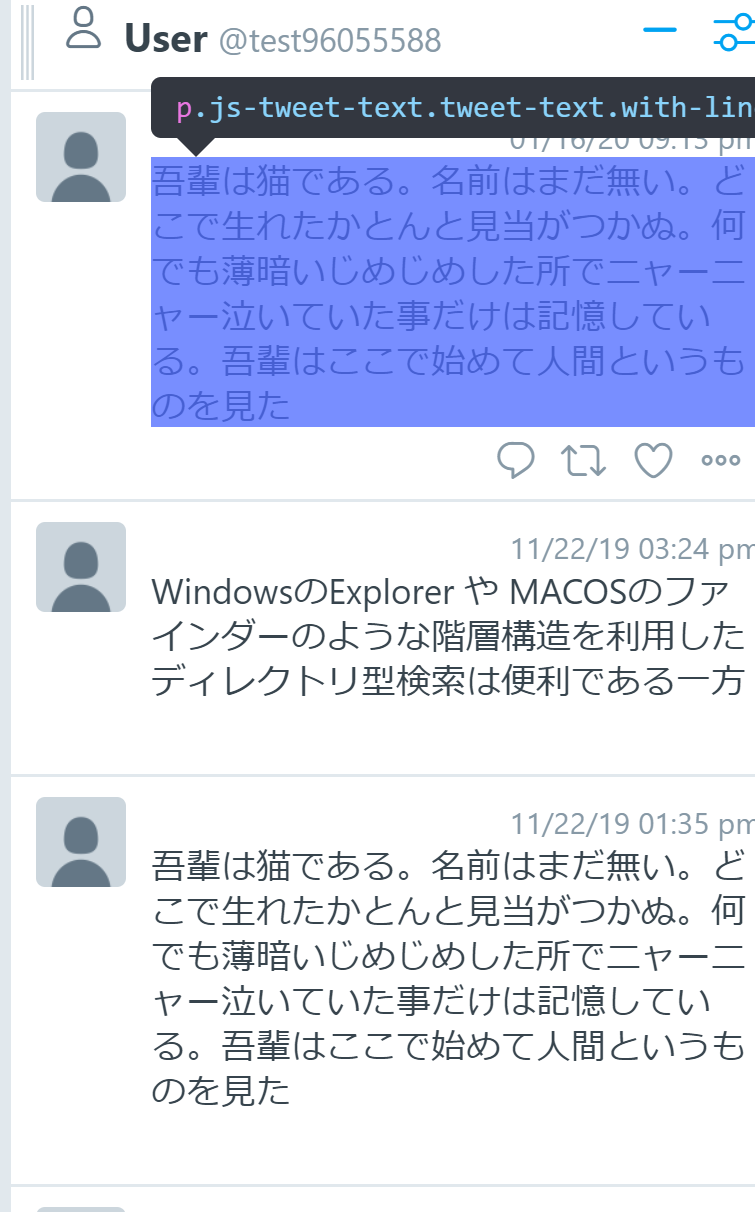 User @test96055588
p.js-tweet-text.tweet-text.with-lin
01/16/20 09:15 pm
吾輩は猫である。名前はまだ無い。ど
こで生れたかとんと見当がつかぬ。何
でも薄暗いじめじめした所でニャーニ
ャー泣いていた事だけは記憶してい
る。吾輩はここで始めて人間というも
のを見た
11/22/19 03:24 pm
WindowsのExplorer や MACOSのファ
インダーのような階層構造を利用した
ディレクトリ型検索は便利である一方
11/22/19 01:35 pm
吾輩は猫である。名前はまだ無い。ど
こで生れたかとんと見当がつかぬ。何
でも薄暗いじめじめした所でニャーニ
ャー泣いていた事だけは記憶してい
る。吾輩はここで始めて人間というも
のを見た